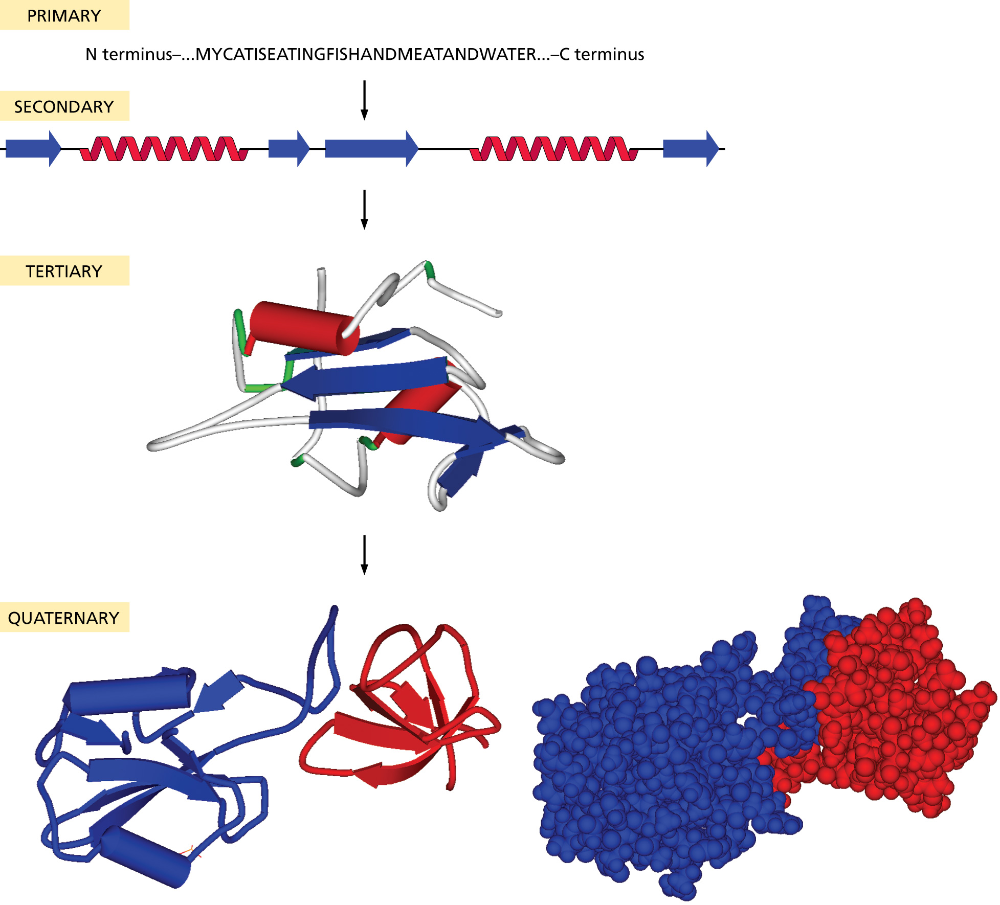 PRIMARY
N terminus–...MYCATISEATINGFISHANDMEATANDWATER...–C terminus
SECONDARY
TERTIARY
QUATERNARY